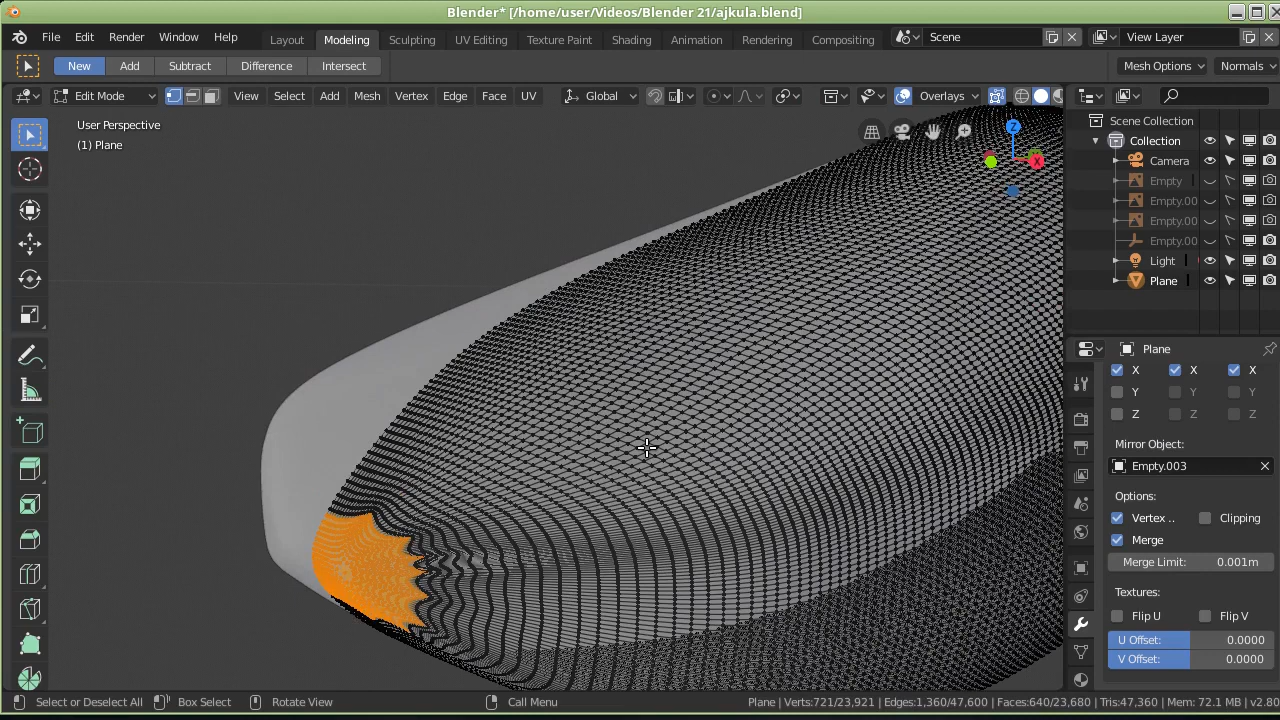 Blender* [/home/user/Videos/Blender 21/ajkula.blend]
File Edit Render Window Help Layout Modeling Sculpting UV Editing Texture Paint Shading Animation Rendering Compositing Scene View Layer
New Add Subtract Difference Intersect Mesh Options Normals
Edit Mode View Select Add Mesh Vertex Edge Face UV Global Overlays
User Perspective
(1) Plane
Z
X
Scene Collection
Collection
Camera
Empty
Empty.00
Empty.00
Empty.00
Light
Plane
Plane
X X X
Y Y Y
Z Z Z
Mirror Object:
Empty.003
Options:
Vertex .. Clipping
Merge
Merge Limit: 0.001m
Textures:
Flip U Flip V
U Offset: 0.0000
V Offset: 0.0000
Select or Deselect All Box Select Rotate View Call Menu Plane | Verts:721/23,921 | Edges:1,360/47,600 | Faces:640/23,680 | Tris:47,360 | Mem: 72.1 MB | v2.80